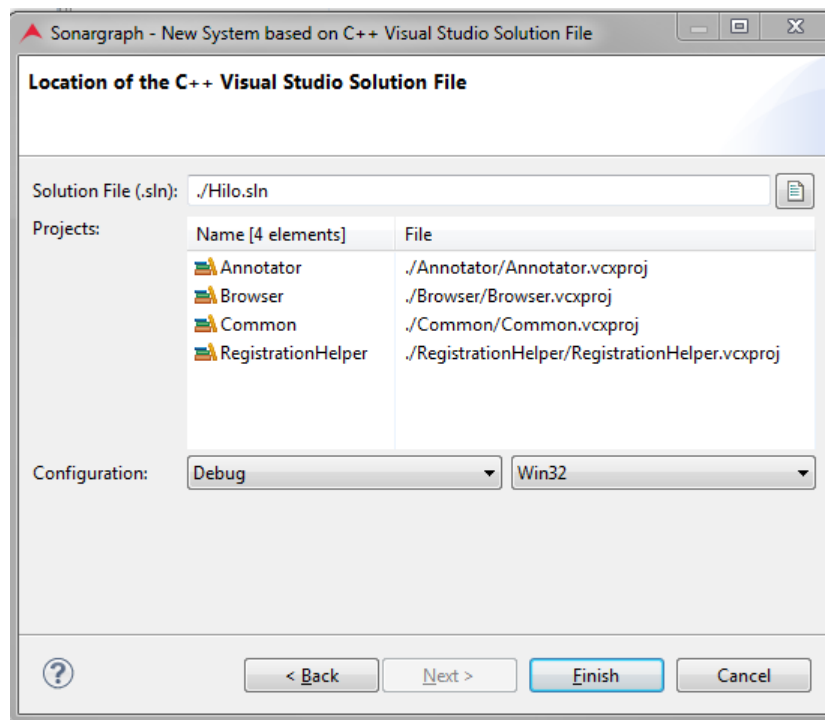 Sonargraph - New System based on C++ Visual Studio Solution File
Location of the C++ Visual Studio Solution File
Solution File (.sln): ./Hilo.sln
Projects:
Name [4 elements] File
Annotator ./Annotator/Annotator.vcxproj
Browser ./Browser/Browser.vcxproj
Common ./Common/Common.vcxproj
RegistrationHelper ./RegistrationHelper/RegistrationHelper.vcxproj
Configuration: Debug Win32
? < Back Next > Finish Cancel